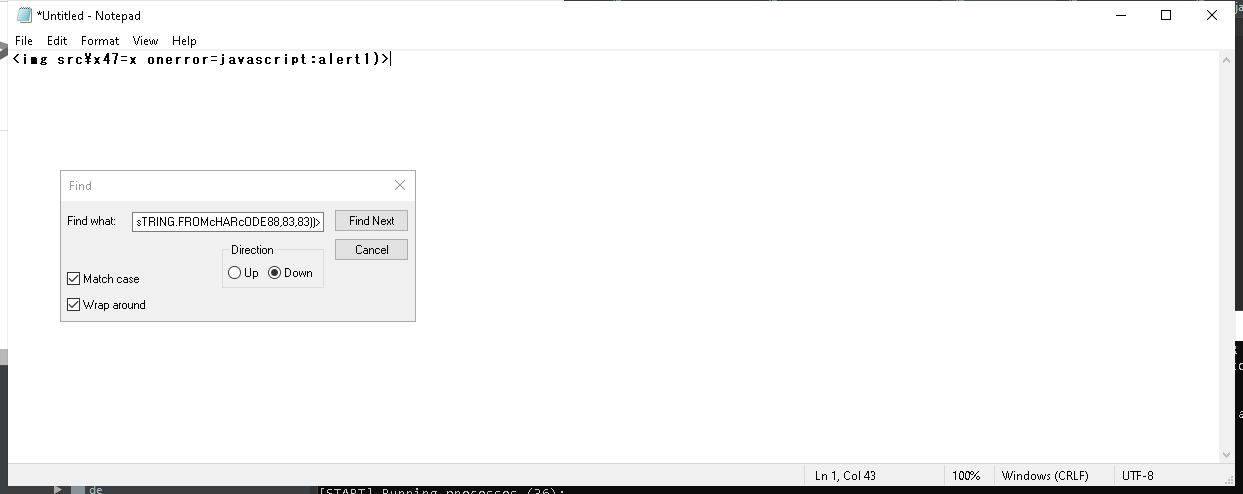 *Untitled - Notepad
File Edit Format View Help
<img src¥x47=x onerror=javascript:alert1)>
Find
Find what: sTRING.FROMcHARcODE88,83,83))> Find Next
Direction Cancel
Up Down
Match case
Wrap around
Ln 1, Col 43 100% Windows (CRLF) UTF-8
de
[START] Running processes (36):